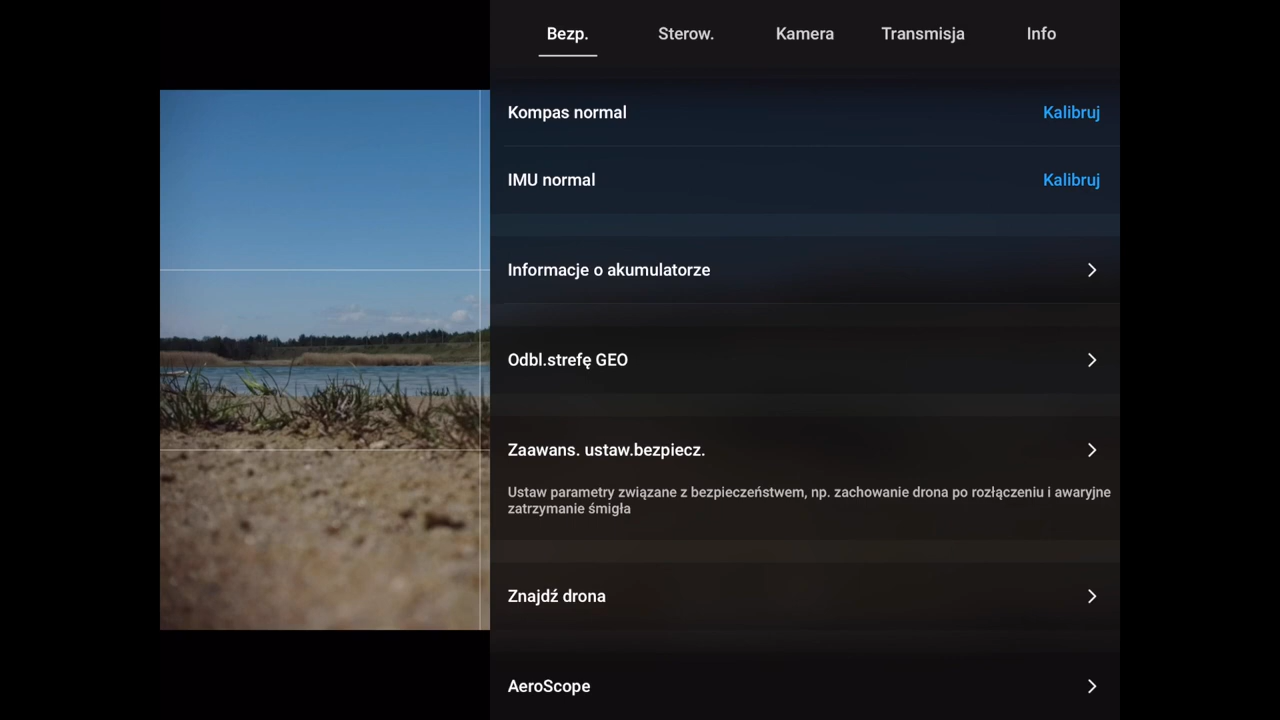 Bezp. Sterow. Kamera Transmisja Info
Kompas normal Kalibruj
IMU normal Kalibruj
Informacje o akumulatorze
Odbl.strefę GEO
Zaawans. ustaw.bezpiecz.
Ustaw parametry związane z bezpieczeństwem, np. zachowanie drona po rozłączeniu i awaryjne
zatrzymanie śmigła
Znajdź drona
AeroScope